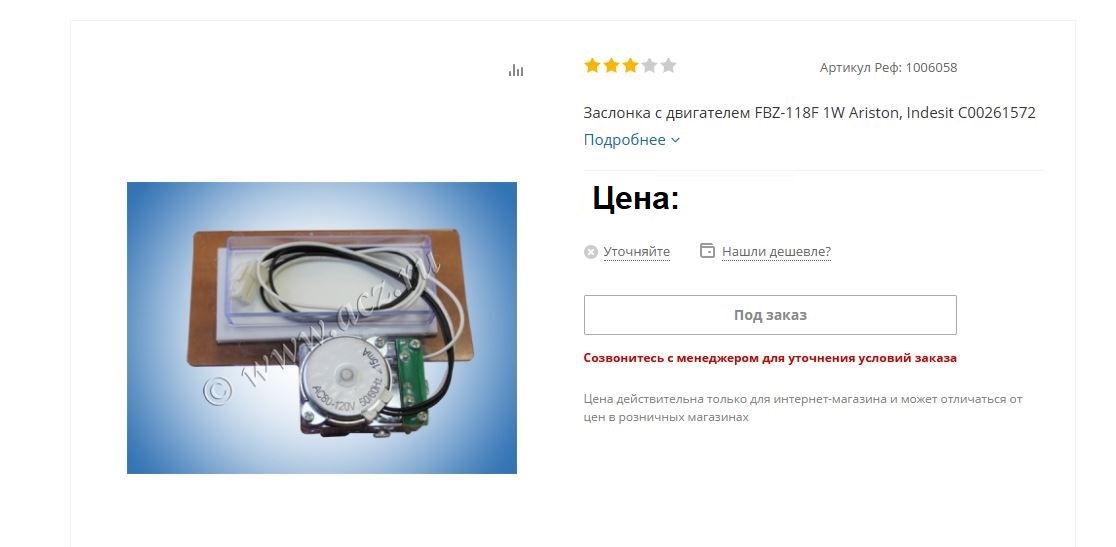 Артикул Реф: 1006058
Заслонка с двигателем FBZ-118F 1W Ariston, Indesit C00261572
Подробнее
Цена:
Уточняйте
Нашли дешевле?
© www.acz.ru
AC80-120V 50/60Hz 15mA
Под заказ
Созвонитесь с менеджером для уточнения условий заказа
Цена действительна только для интернет-магазина и может отличаться от
цен в розничных магазинах